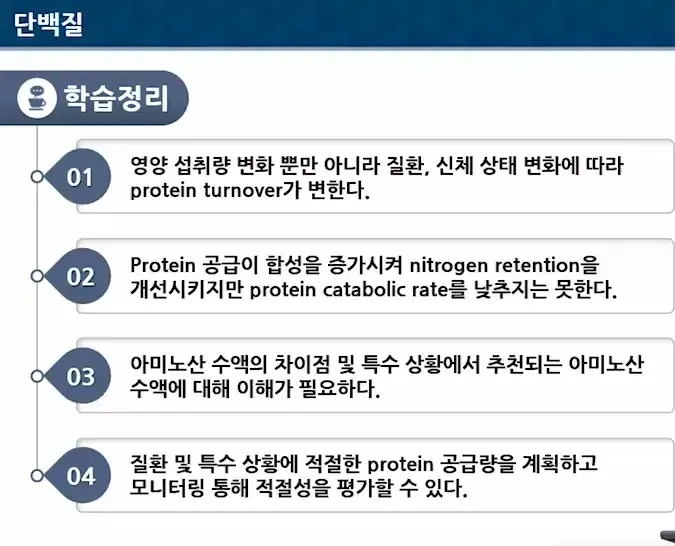 단백질
학습정리
01
영양 섭취량 변화 뿐만 아니라 질환, 신체 상태 변화에 따라
protein turnover가 변한다.
02
Protein 공급이 합성을 증가시켜 nitrogen retention을
개선시키지만 protein catabolic rate를 낮추지는 못한다.
03
아미노산 수액의 차이점 및 특수 상황에서 추천되는 아미노산
수액에 대해 이해가 필요하다.
04
질환 및 특수 상황에 적절한 protein 공급량을 계획하고
모니터링 통해 적절성을 평가할 수 있다.